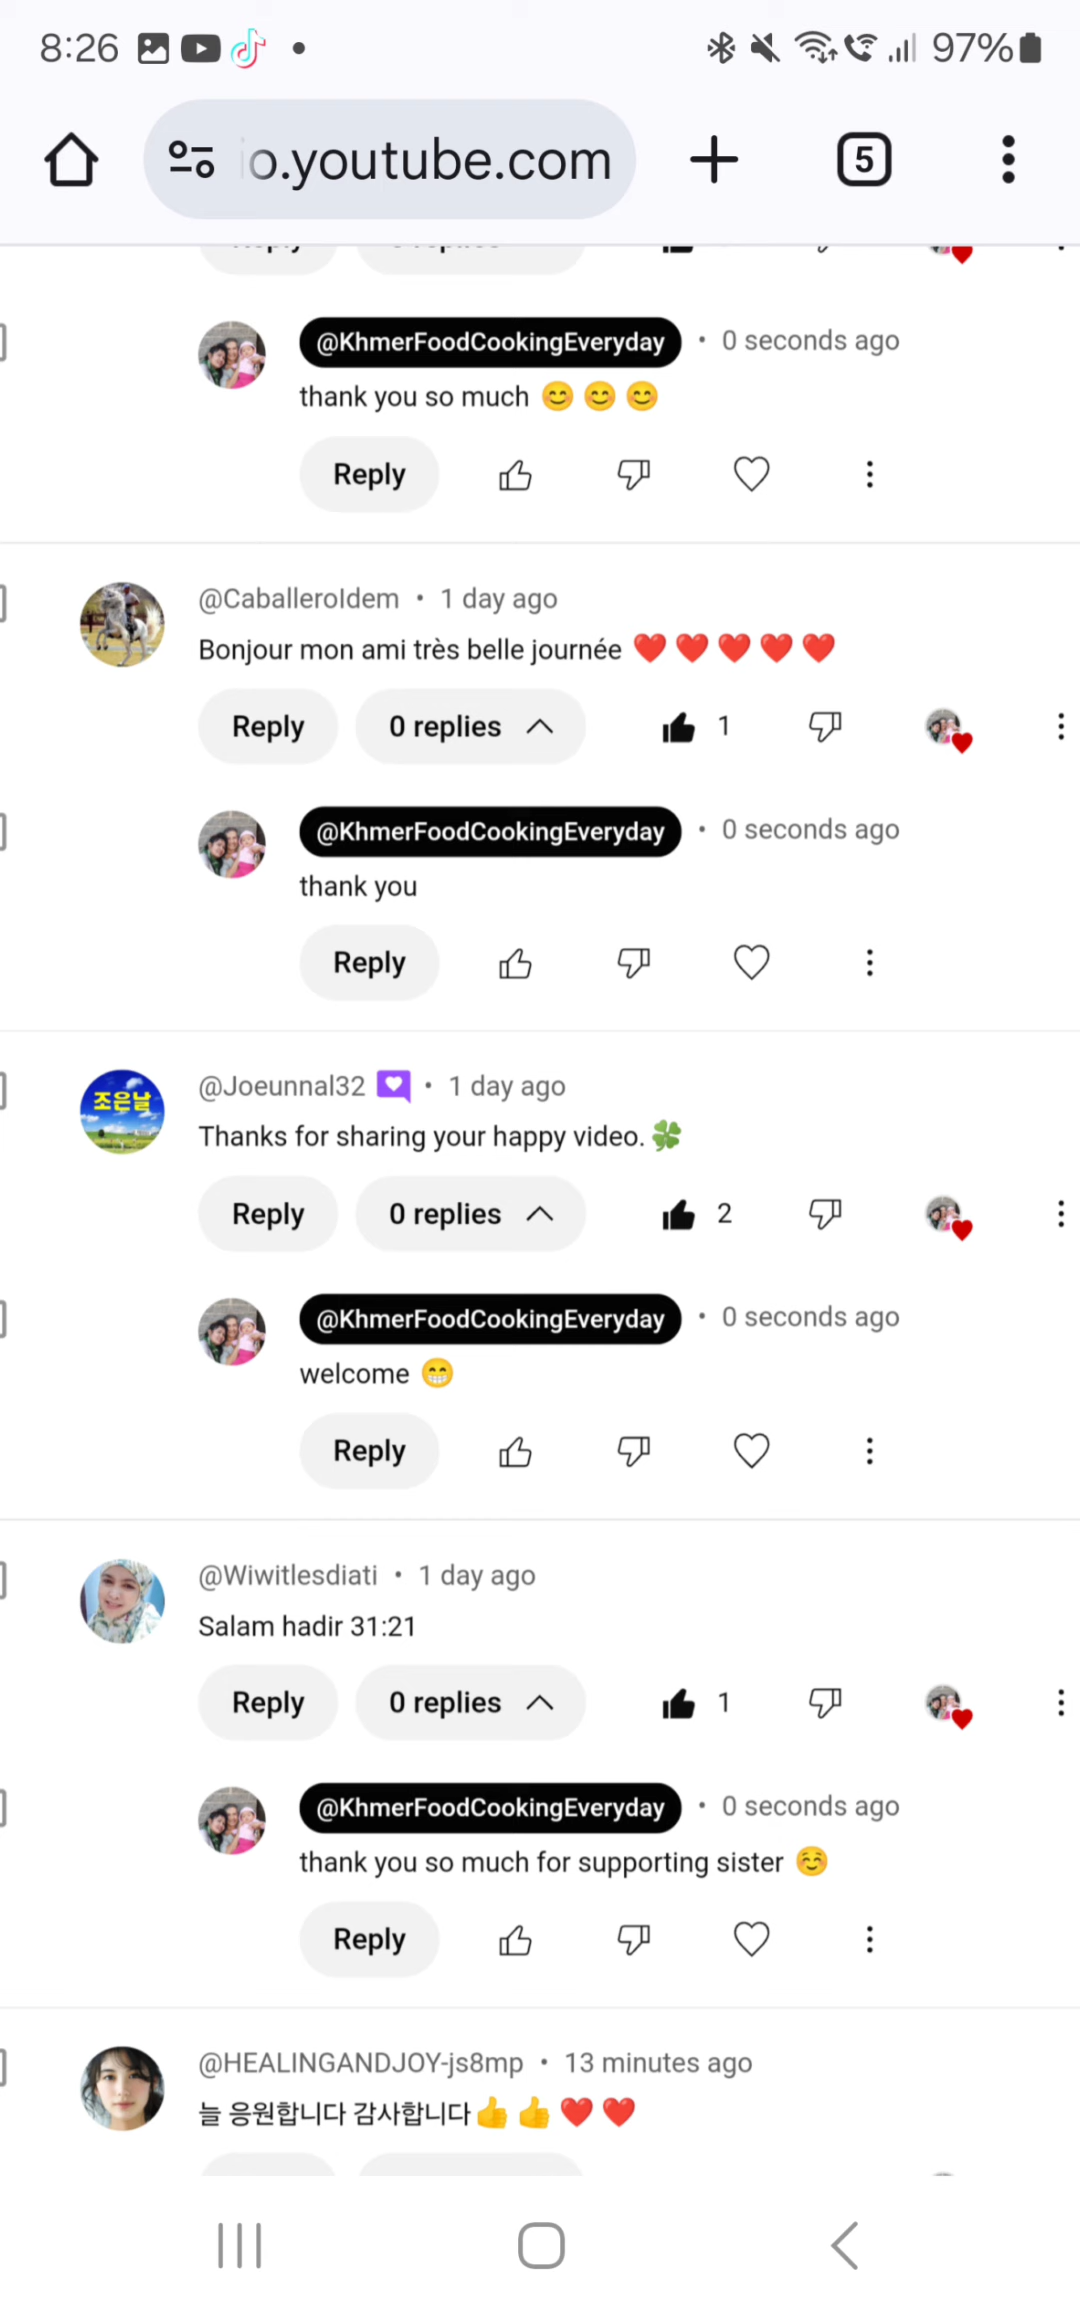 8:26
97%
o.youtube.com
5
@KhmerFoodCookingEveryday • 0 seconds ago
thank you so much 😊 😊 😊
Reply
@CaballeroIdem • 1 day ago
Bonjour mon ami très belle journée ❤️ ❤️ ❤️ ❤️ ❤️
Reply 0 replies 1
@KhmerFoodCookingEveryday • 0 seconds ago
thank you
Reply
조은날
@Joeunnal32 • 1 day ago
Thanks for sharing your happy video. 🍀
Reply 0 replies 2
@KhmerFoodCookingEveryday • 0 seconds ago
welcome 😁
Reply
@Wiwitlesdiati • 1 day ago
Salam hadir 31:21
Reply 0 replies 1
@KhmerFoodCookingEveryday • 0 seconds ago
thank you so much for supporting sister ☺️
Reply
@HEALINGANDJOY-js8mp • 13 minutes ago
늘 응원합니다 감사합니다👍 👍 ❤️ ❤️